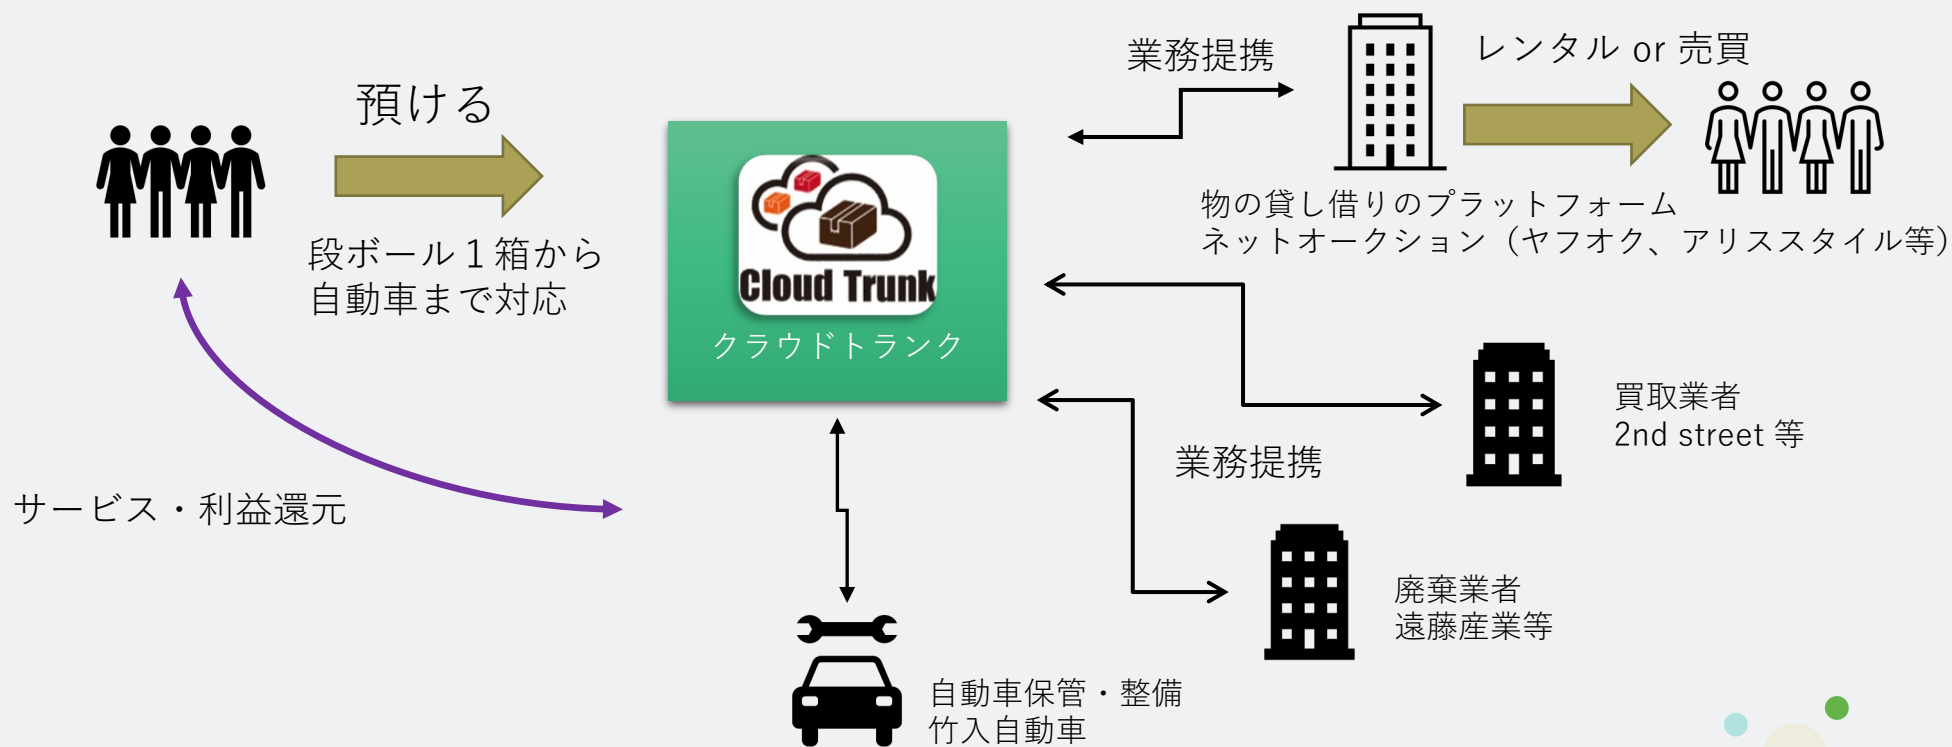 業務提携
レンタル or 売買
預ける
物の貸し借りのプラットフォーム
ネットオークション（ヤフオク、アリススタイル等）
段ボール１箱から
自動車まで対応
Cloud Trunk
クラウドトランク
買取業者
2nd street 等
業務提携
サービス・利益還元
廃棄業者
遠藤産業等
自動車保管・整備
竹入自動車